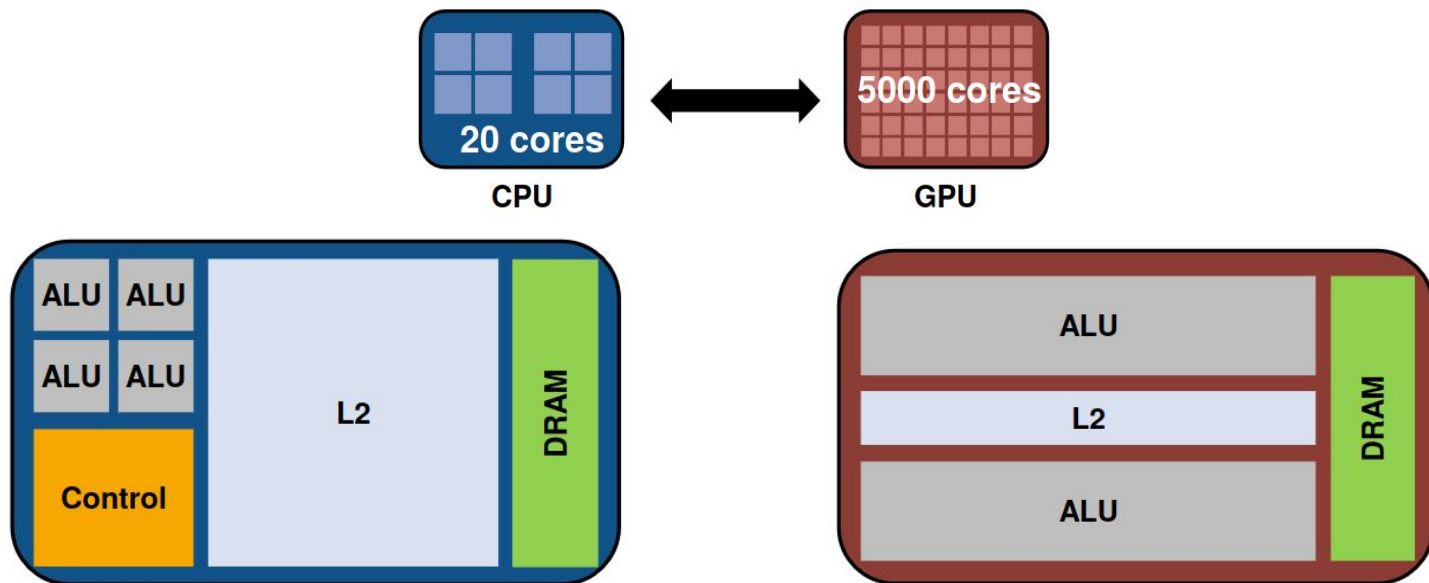 20 cores
CPU
5000 cores
GPU
ALU ALU
ALU ALU
Control
L2
DRAM
ALU
L2
ALU
DRAM